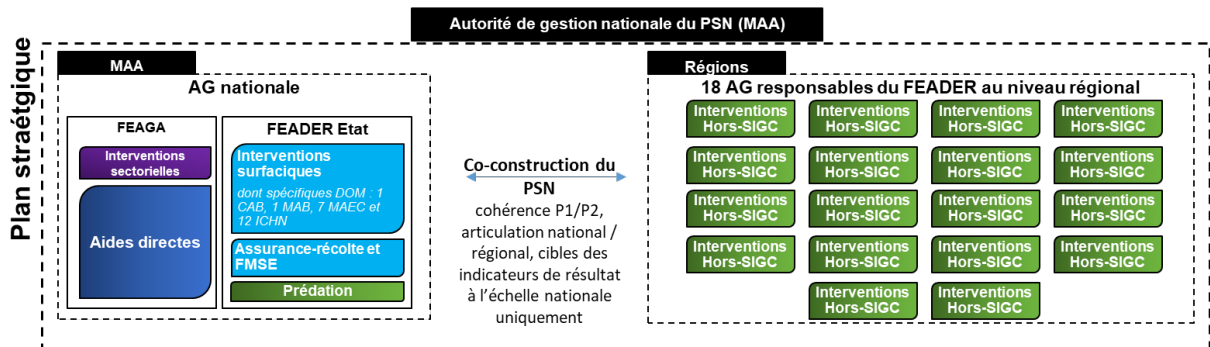 Autorité de gestion nationale du PSN (MAA)
Plan straétgique
MAA
AG nationale
FEAGA
Interventions
sectorielles
Aides directes
FEADER Etat
Interventions
surfaciques
dont spécifiques DOM : 1
CAB, 1 MAB, 7 MAEC et
12 ICHN
Assurance-récolte et
FMSE
Prédation
Co-construction du
PSN
cohérence P1/P2,
articulation national /
régional, cibles des
indicateurs de résultat
à l’échelle nationale
uniquement
Régions
18 AG responsables du FEADER au niveau régional
Interventions
Hors-SIGC
Interventions
Hors-SIGC
Interventions
Hors-SIGC
Interventions
Hors-SIGC
Interventions
Hors-SIGC
Interventions
Hors-SIGC
Interventions
Hors-SIGC
Interventions
Hors-SIGC
Interventions
Hors-SIGC
Interventions
Hors-SIGC
Interventions
Hors-SIGC
Interventions
Hors-SIGC
Interventions
Hors-SIGC
Interventions
Hors-SIGC
Interventions
Hors-SIGC
Interventions
Hors-SIGC
Interventions
Hors-SIGC
Interventions
Hors-SIGC